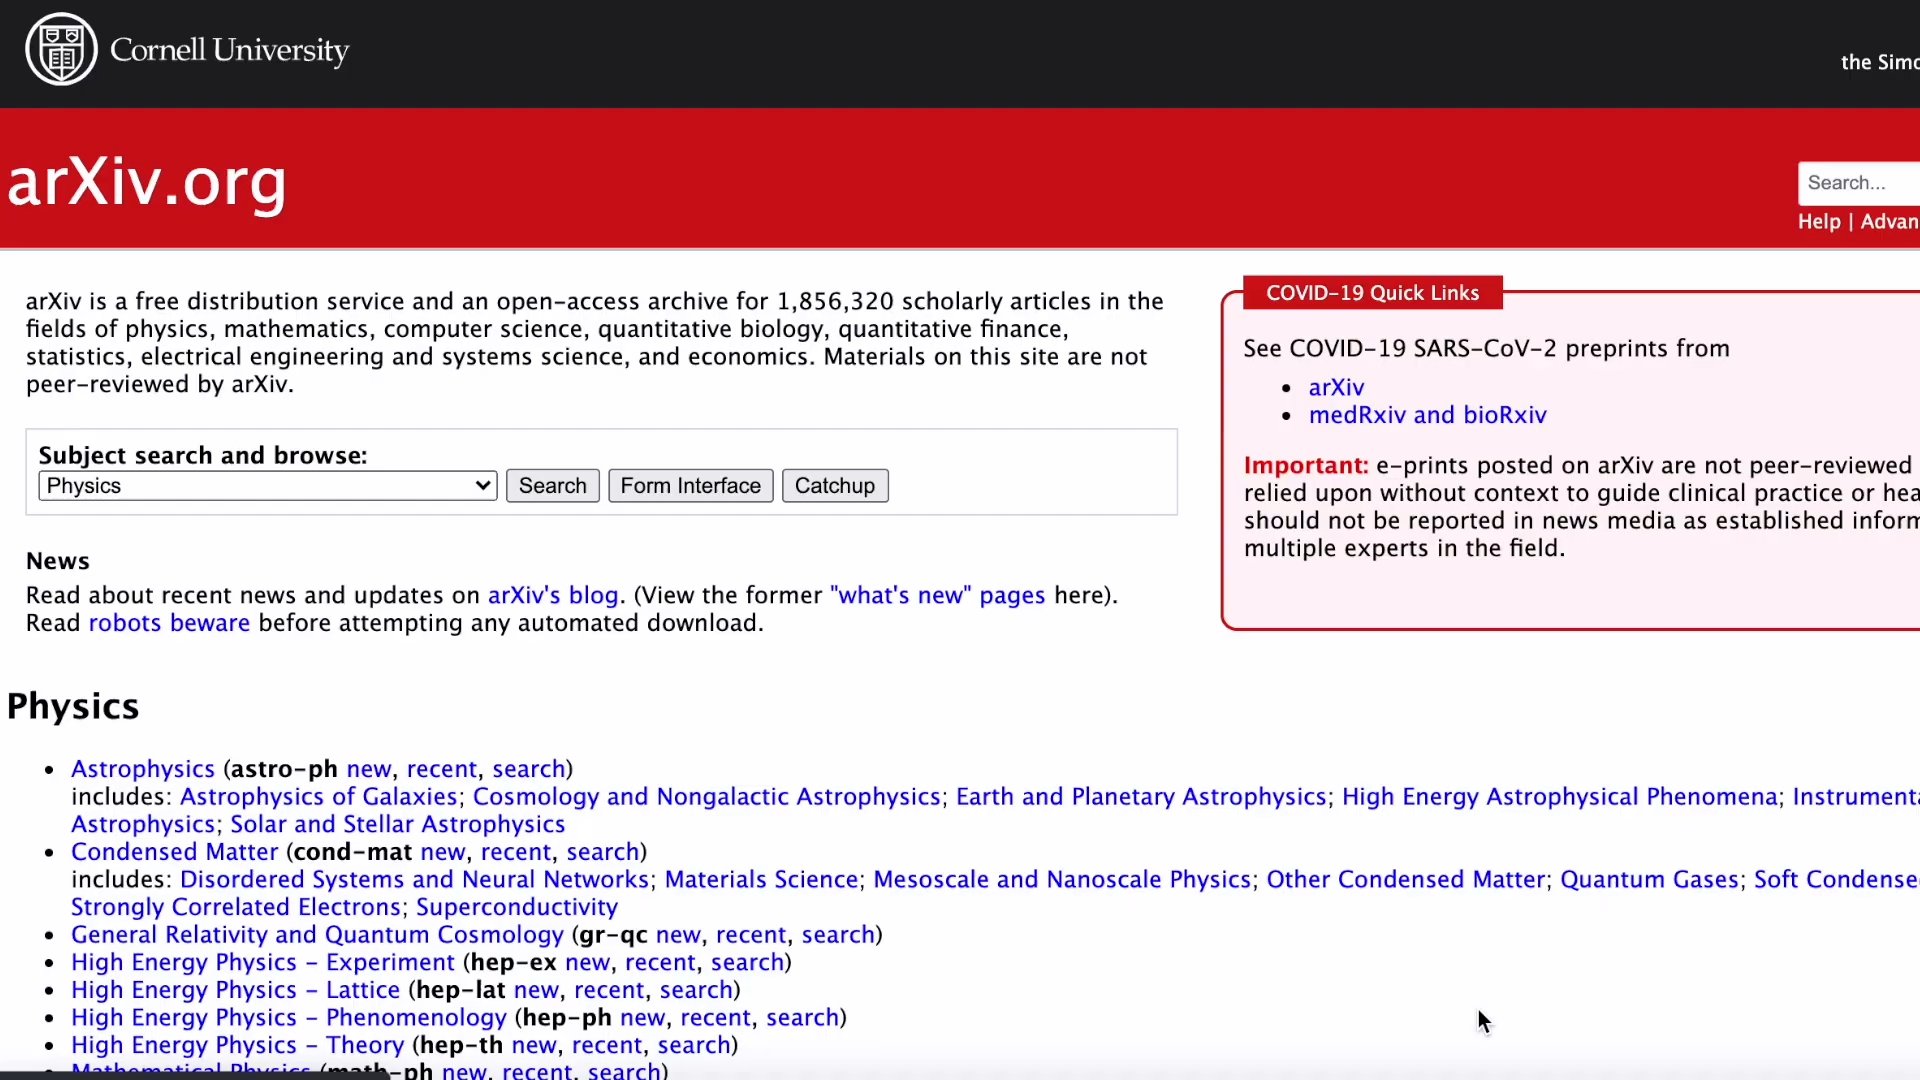 Cornell University
the Simo
arXiv.org
Search...
Help | Advan
arXiv is a free distribution service and an open-access archive for 1,856,320 scholarly articles in the
fields of physics, mathematics, computer science, quantitative biology, quantitative finance,
statistics, electrical engineering and systems science, and economics. Materials on this site are not
peer-reviewed by arXiv.
Subject search and browse:
Physics Search Form Interface Catchup
News
Read about recent news and updates on arXiv's blog. (View the former "what's new" pages here).
Read robots beware before attempting any automated download.
COVID-19 Quick Links
See COVID-19 SARS-CoV-2 preprints from
• arXiv
• medRxiv and bioRxiv
Important: e-prints posted on arXiv are not peer-reviewed
relied upon without context to guide clinical practice or hea
should not be reported in news media as established inform
multiple experts in the field.
Physics
• Astrophysics (astro-ph new, recent, search)
includes: Astrophysics of Galaxies; Cosmology and Nongalactic Astrophysics; Earth and Planetary Astrophysics; High Energy Astrophysical Phenomena; Instrumenta
Astrophysics; Solar and Stellar Astrophysics
• Condensed Matter (cond-mat new, recent, search)
includes: Disordered Systems and Neural Networks; Materials Science; Mesoscale and Nanoscale Physics; Other Condensed Matter; Quantum Gases; Soft Condense
Strongly Correlated Electrons; Superconductivity
• General Relativity and Quantum Cosmology (gr-qc new, recent, search)
• High Energy Physics - Experiment (hep-ex new, recent, search)
• High Energy Physics - Lattice (hep-lat new, recent, search)
• High Energy Physics - Phenomenology (hep-ph new, recent, search)
• High Energy Physics - Theory (hep-th new, recent, search)
• Mathematical Physics (math-ph new, recent, search)